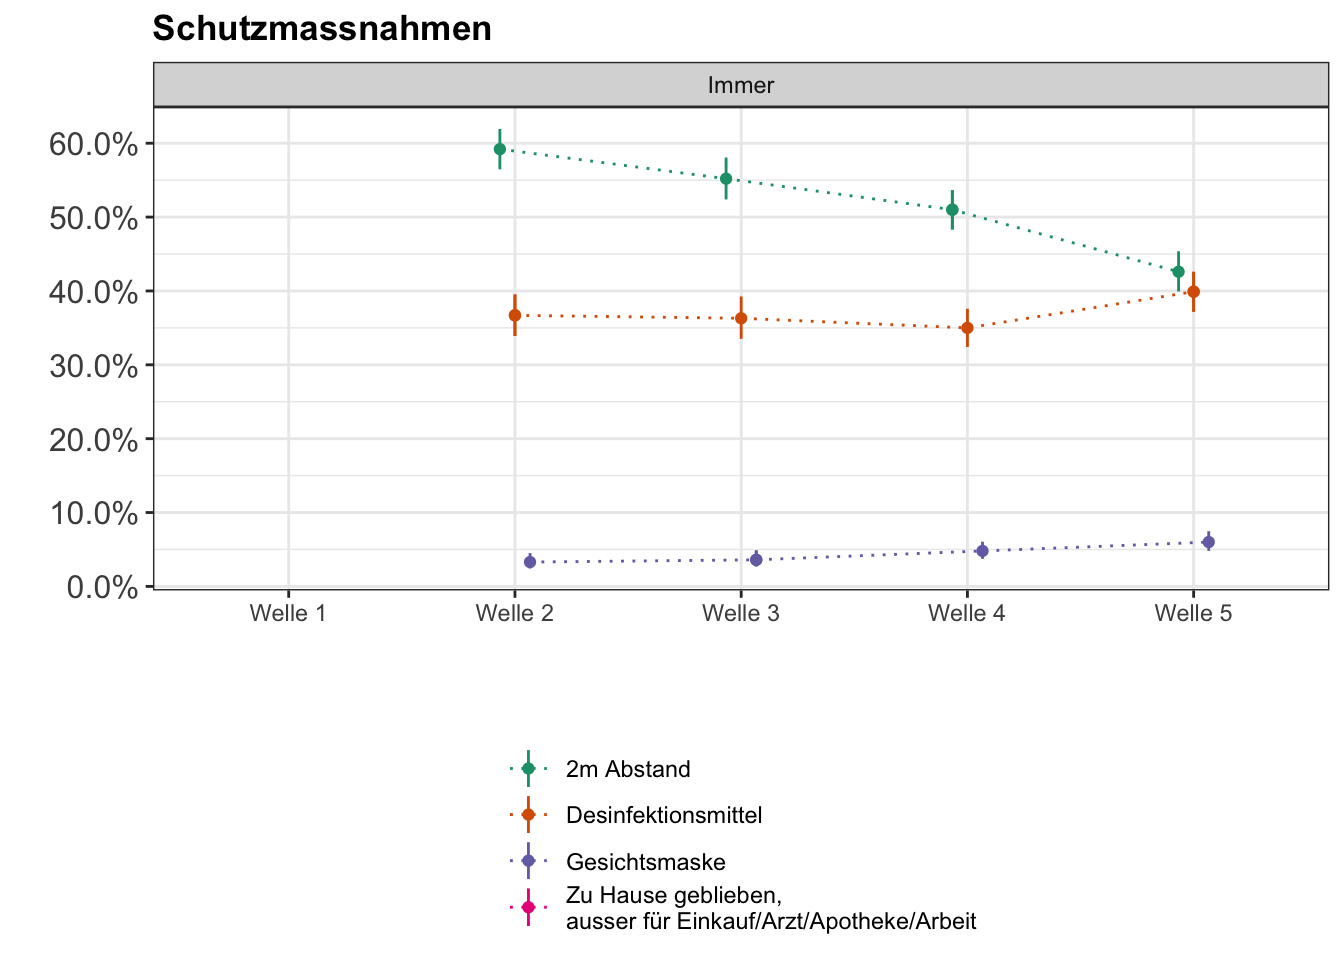 Schutzmassnahmen
Immer
60.0%
50.0%
40.0%
30.0%
20.0%
10.0%
0.0%
Welle 1 Welle 2 Welle 3 Welle 4 Welle 5
2m Abstand
Desinfektionsmittel
Gesichtsmaske
Zu Hause geblieben,
ausser für Einkauf/Arzt/Apotheke/Arbeit